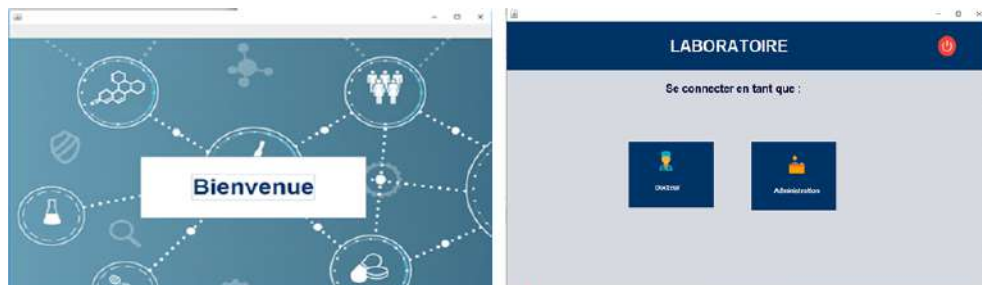 Bienvenue
LABORATOIRE
Se connecter en tant que :
Docteur
Administration